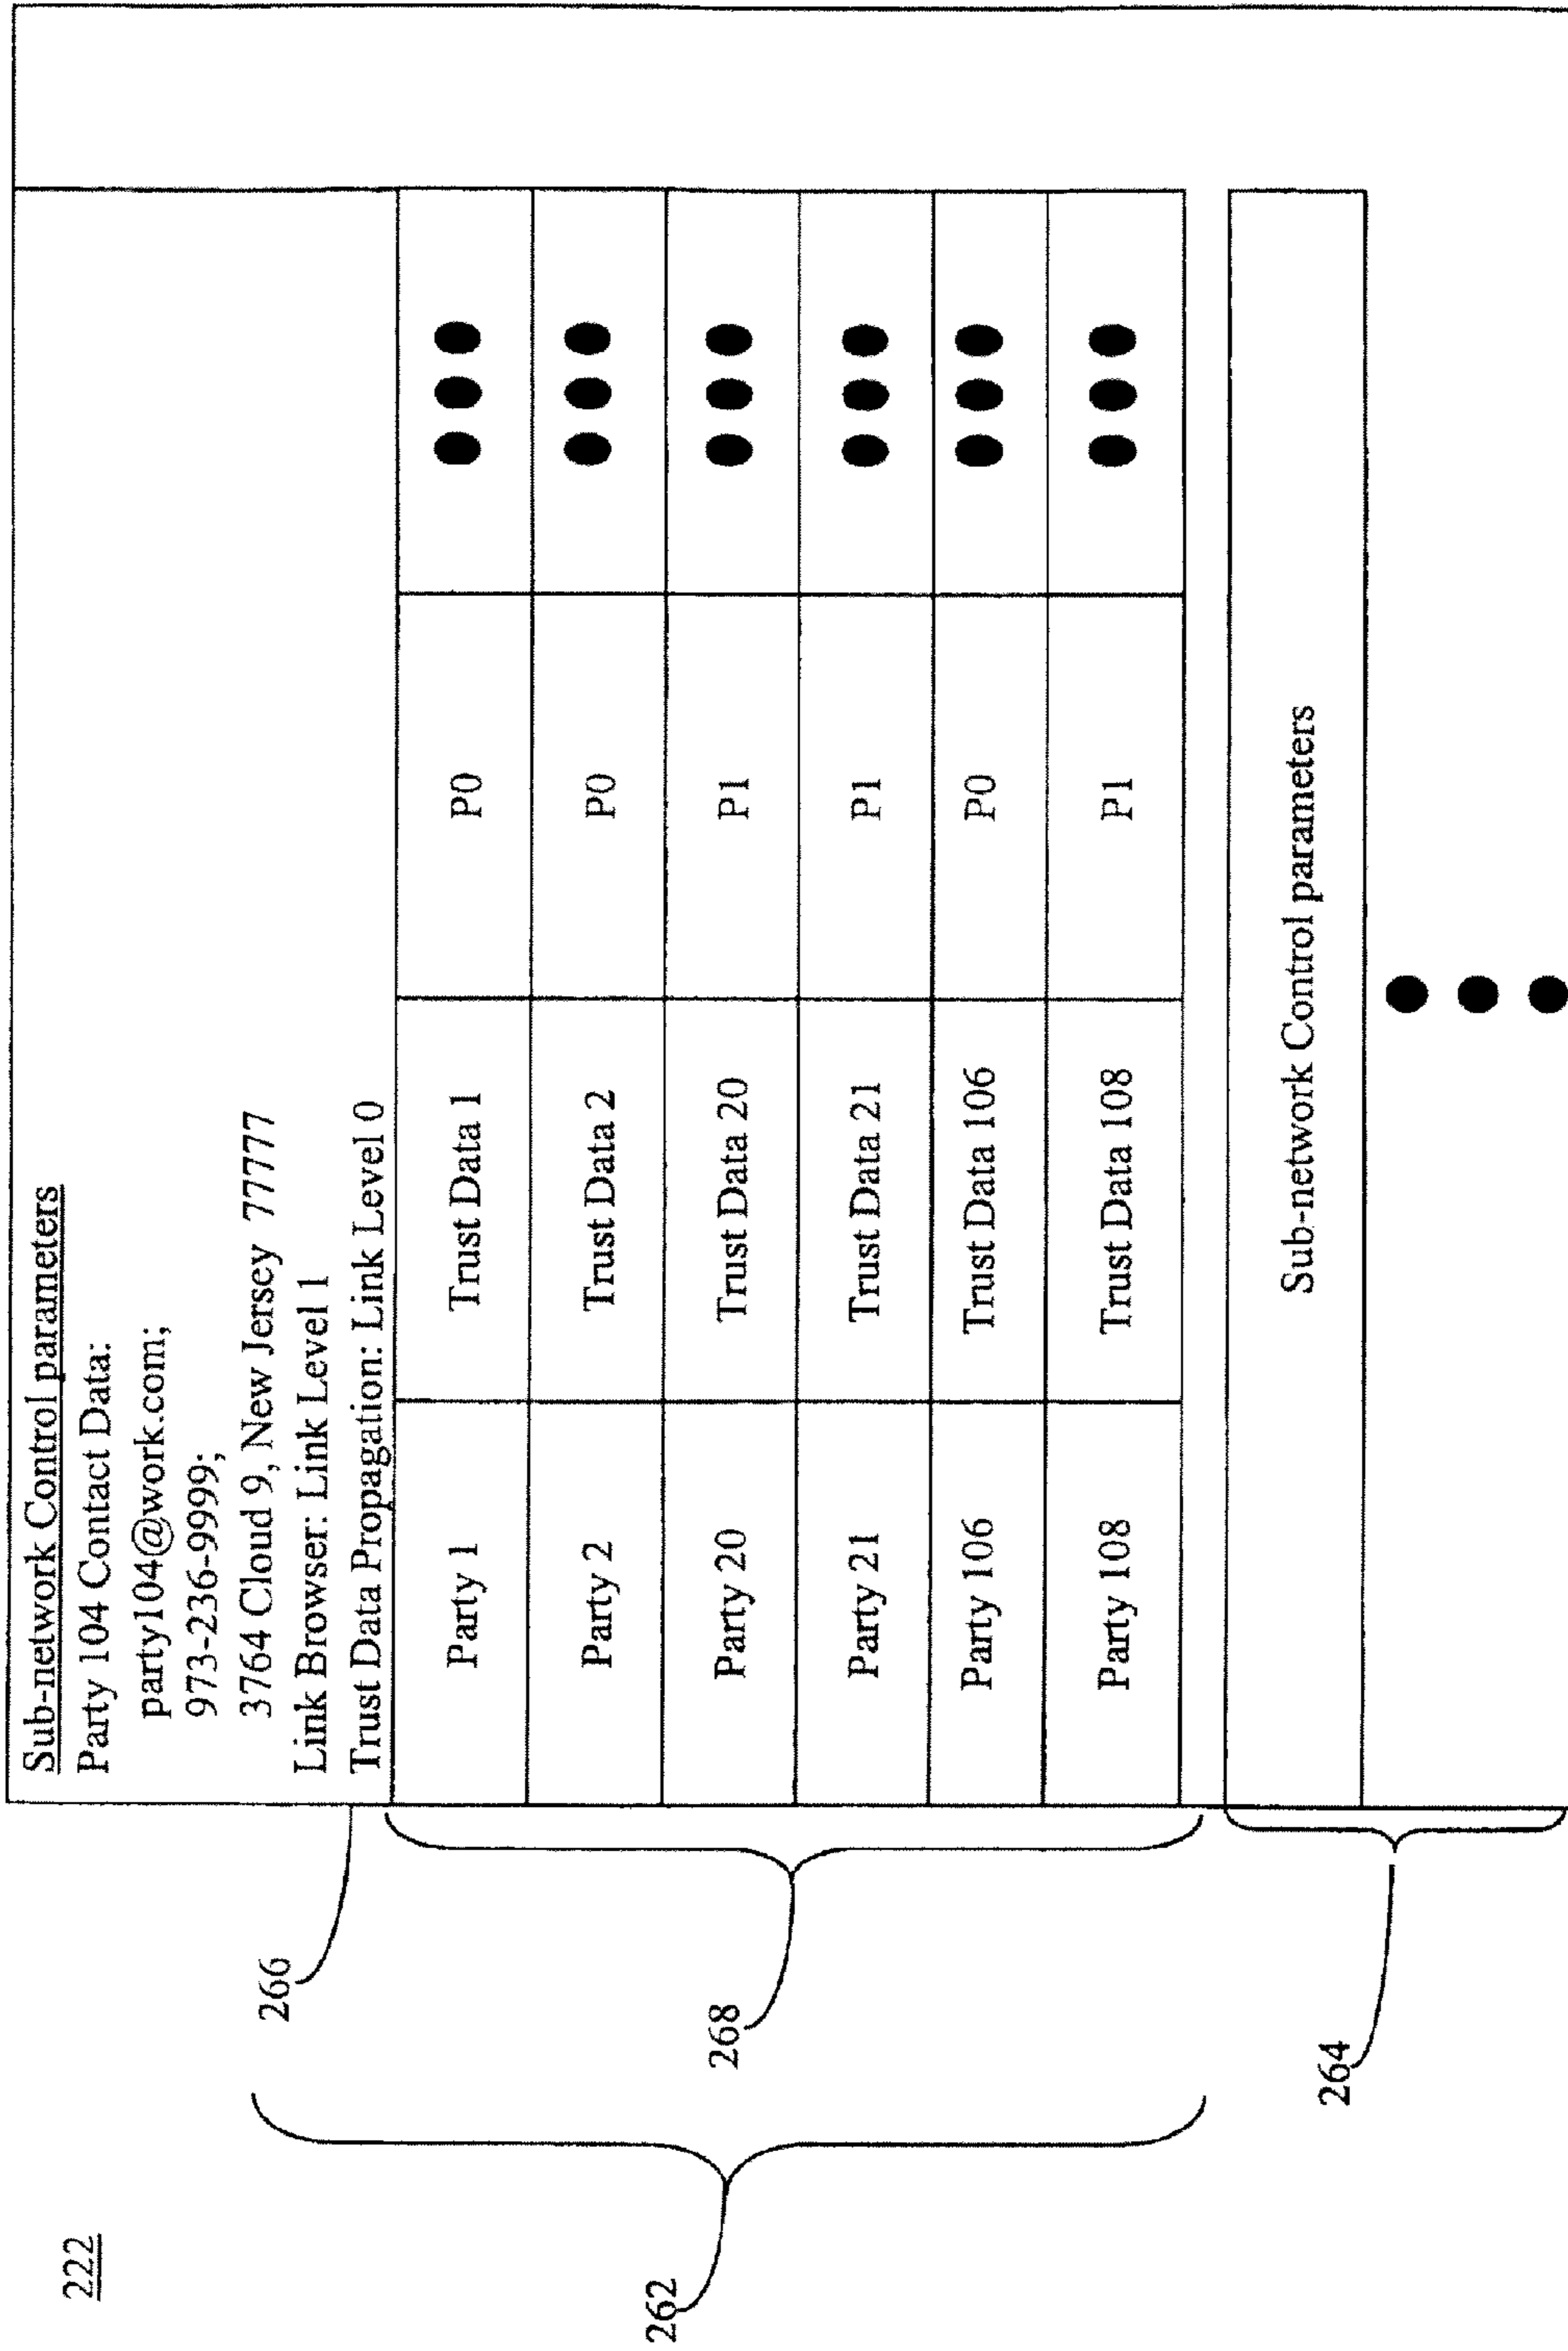 222
Sub-network Control parameters
Party 104 Contact Data:
party104@work.com;
973-236-9999;
3764 Cloud 9, New Jersey 77777
Link Browser: Link Level 1
Trust Data Propagation: Link Level 0
Party 1 Trust Data 1 P0
Party 2 Trust Data 2 P0
Party 20 Trust Data 20 P1
Party 21 Trust Data 21 P1
Party 106 Trust Data 106 P0
Party 108 Trust Data 108 P1
Sub-network Control parameters
266
268
262
264